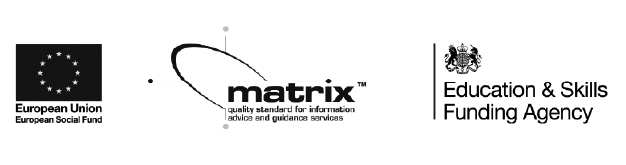 European Union
European Social Fund
matrix™
quality standard for information
advice and guidance services
Education & Skills
Funding Agency